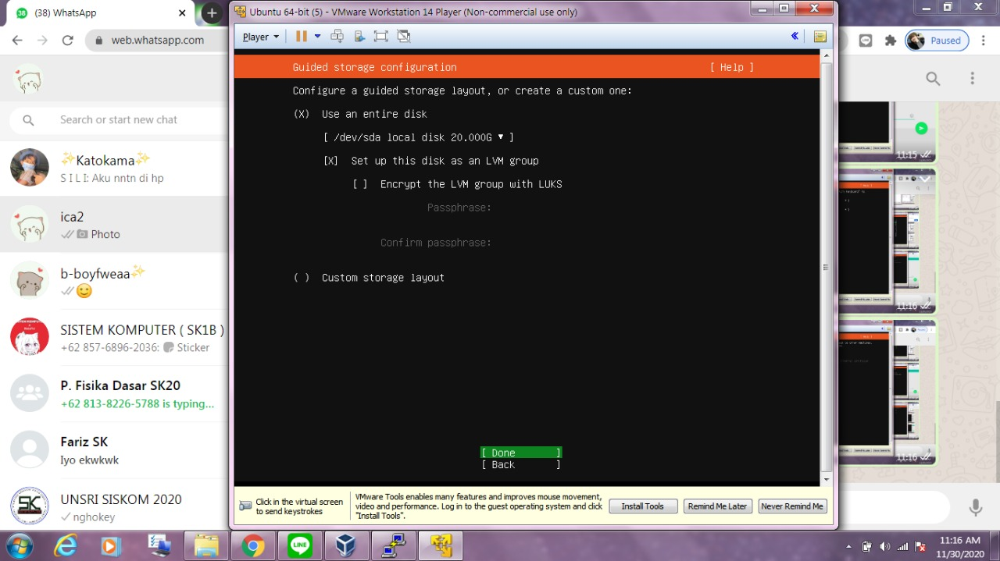 (38) WhatsApp
web.whatsapp.com
Search or start new chat
✨Katokama✨
S I L I: Aku nntn di hp
ica2
Photo
b-boyfweaa✨
SISTEM KOMPUTER ( SK1B )
+62 857-6896-2036: Sticker
P. Fisika Dasar SK20
+62 813-8226-5788 is typing...
Fariz SK
Iyo ekwkwk
UNSRI SISKOM 2020
nghokey
Ubuntu 64-bit (5) - VMware Workstation 14 Player (Non-commercial use only)
Player
Guided storage configuration [ Help ]
Configure a guided storage layout, or create a custom one:
(X) Use an entire disk
[ /dev/sda local disk 20.000G ▾ ]
[X] Set up this disk as an LVM group
[ ] Encrypt the LVM group with LUKS
Passphrase:
Confirm passphrase:
( ) Custom storage layout
[ Done ]
[ Back ]
Click in the virtual screen
to send keystrokes
VMware Tools enables many features and improves mouse movement,
video and performance. Log in to the guest operating system and click
"Install Tools".
Install Tools
Remind Me Later
Never Remind Me
Paused
11:15
11:16
11:16
LINE
11:16 AM
11/30/2020